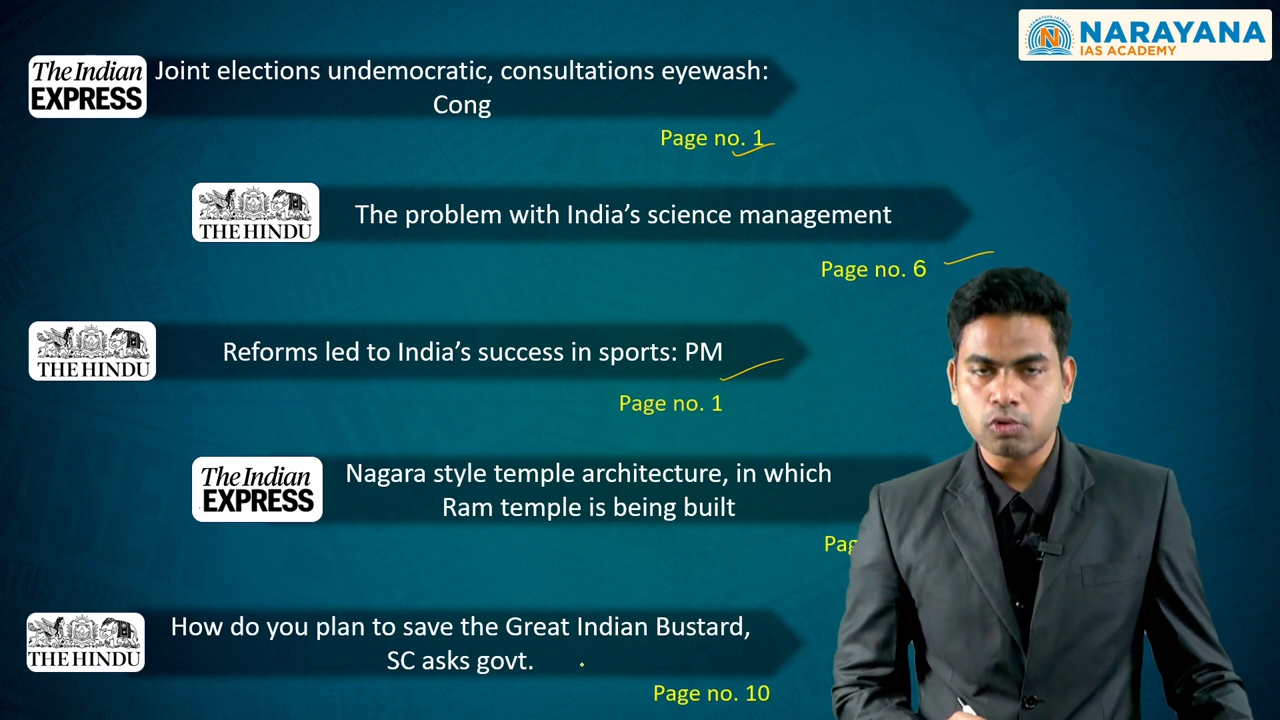 NARAYANA
IAS ACADEMY
The Indian
EXPRESS
Joint elections undemocratic, consultations eyewash:
Cong
Page no. 1
THE HINDU
The problem with India’s science management
Page no. 6
THE HINDU
Reforms led to India’s success in sports: PM
Page no. 1
The Indian
EXPRESS
Nagara style temple architecture, in which
Ram temple is being built
THE HINDU
How do you plan to save the Great Indian Bustard,
SC asks govt.
Page no. 10